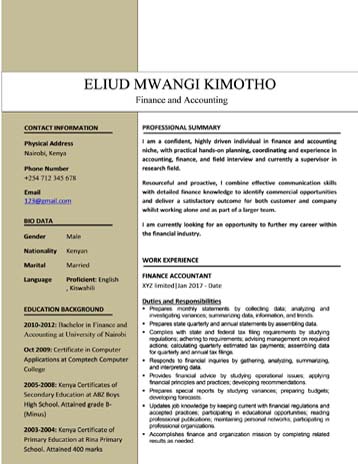 ELIUD MWANGI KIMOTHO
Finance and Accounting
CONTACT INFORMATION
Physical Address
Nairobi, Kenya
Phone Number
+254 712 345 678
Email
123@gmail.com
BIO DATA
Gender Male
Nationality Kenyan
Marital Married
Language Proficient: English
, Kiswahili
EDUCATION BACKGROUND
2010-2012: Bachelor in Finance and
Accounting at University of Nairobi
Oct 2009: Certificate in Computer
Applications at Comptech Computer
College
2005-2008: Kenya Certificates of
Secondary Education at ABZ Boys
High School. Attained grade B-
(Minus)
2003-2004: Kenya Certificate of
Primary Education at Rina Primary
School. Attained 400 marks
PROFESSIONAL SUMMARY
I am a confident, highly driven individual in finance and accounting
niche, with practical hands-on planning, coordinating and experience in
accounting, finance, and field interview and currently a supervisor in
research field.
Resourceful and proactive, I combine effective communication skills
with detailed finance knowledge to identify commercial opportunities
and deliver a satisfactory outcome for both customer and company
whilst working alone and as part of a larger team.
I am currently looking for an opportunity to further my career within
the financial industry.
WORK EXPERIENCE
FINANCE ACCOUNTANT
XYZ limited|Jan 2017 - Date
Duties and Responsibilities
• Prepares monthly statements by collecting data; analyzing and
investigating variances; summarizing data, information, and trends.
• Prepares state quarterly and annual statements by assembling data.
• Complies with state and federal tax filing requirements by studying
regulations; adhering to requirements; advising management on required
actions; calculating quarterly estimated tax payments; assembling data
for quarterly and annual tax filings.
• Responds to financial inquiries by gathering, analyzing, summarizing,
and interpreting data.
• Provides financial advice by studying operational issues; applying
financial principles and practices; developing recommendations.
• Prepares special reports by studying variances; preparing budgets;
developing forecasts.
• Updates job knowledge by keeping current with financial regulations and
accepted practices; participating in educational opportunities; reading
professional publications; maintaining personal networks; participating in
professional organizations.
• Accomplishes finance and organization mission by completing related
results as needed.